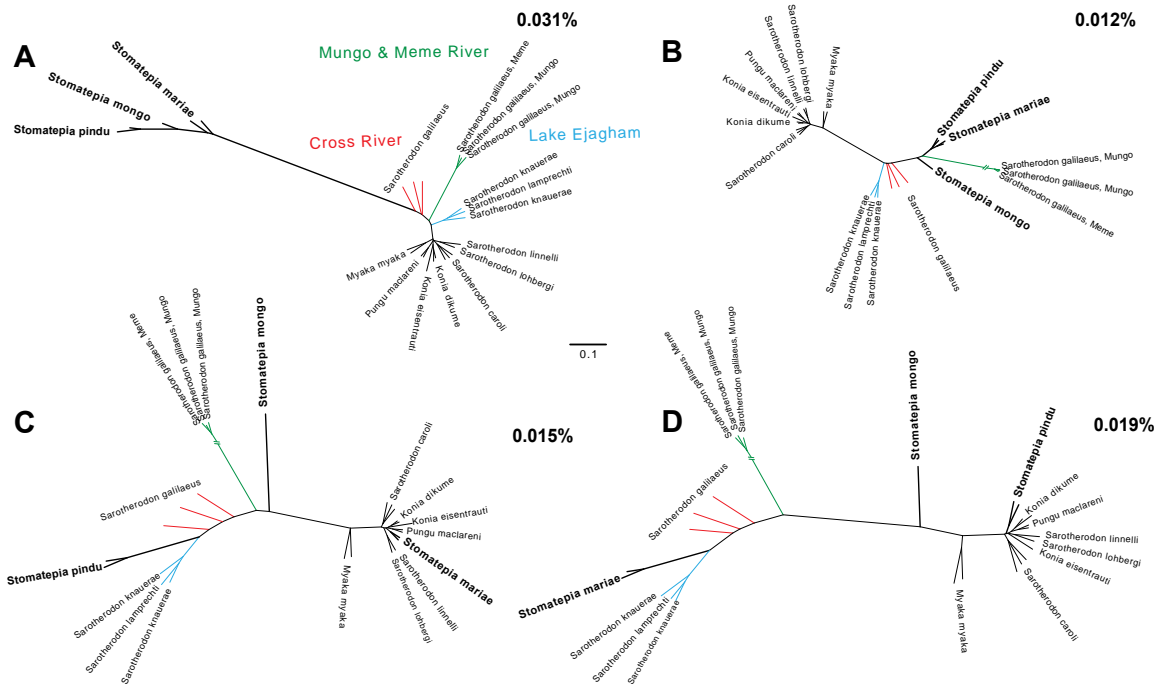 A
0.031%
Mungo & Meme River
Cross River
Lake Ejagham
Stomatepia mariae
Stomatepia mongo
Stomatepia pindu
Sarotherodon galilaeus
Sarotherodon galilaeus, Meme
Sarotherodon galilaeus, Mungo
Sarotherodon galilaeus, Mungo
Sarotherodon knauerae
Sarotherodon lamprechti
Sarotherodon knauerae
Sarotherodon linnelli
Sarotherodon lohbergi
Sarotherodon caroli
Konia dikume
Konia eisentrauti
Pungu maclareni
Myaka myaka
0.1
B
0.012%
Myaka myaka
Sarotherodon lohbergi
Sarotherodon linnelli
Pungu maclareni
Konia eisentrauti
Konia dikume
Sarotherodon caroli
Stomatepia pindu
Stomatepia mariae
Sarotherodon galilaeus, Mungo
Sarotherodon galilaeus, Mungo
Sarotherodon galilaeus, Meme
Stomatepia mongo
Sarotherodon galilaeus
Sarotherodon knauerae
Sarotherodon lamprechti
Sarotherodon knauerae
C
0.015%
Sarotherodon galilaeus, Meme
Sarotherodon galilaeus, Mungo
Sarotherodon galilaeus, Mungo
Stomatepia mongo
Sarotherodon galilaeus
Stomatepia pindu
Sarotherodon knauerae
Sarotherodon lamprechti
Sarotherodon knauerae
Sarotherodon caroli
Konia dikume
Konia eisentrauti
Pungu maclareni
Stomatepia mariae
Sarotherodon linnelli
Sarotherodon lohbergi
Myaka myaka
D
0.019%
Sarotherodon galilaeus, Meme
Sarotherodon galilaeus, Mungo
Sarotherodon galilaeus, Mungo
Stomatepia mongo
Stomatepia pindu
Sarotherodon galilaeus
Stomatepia mariae
Sarotherodon knauerae
Sarotherodon lamprechti
Sarotherodon knauerae
Konia dikume
Pungu maclareni
Sarotherodon linnelli
Sarotherodon lohbergi
Konia eisentrauti
Sarotherodon caroli
Myaka myaka